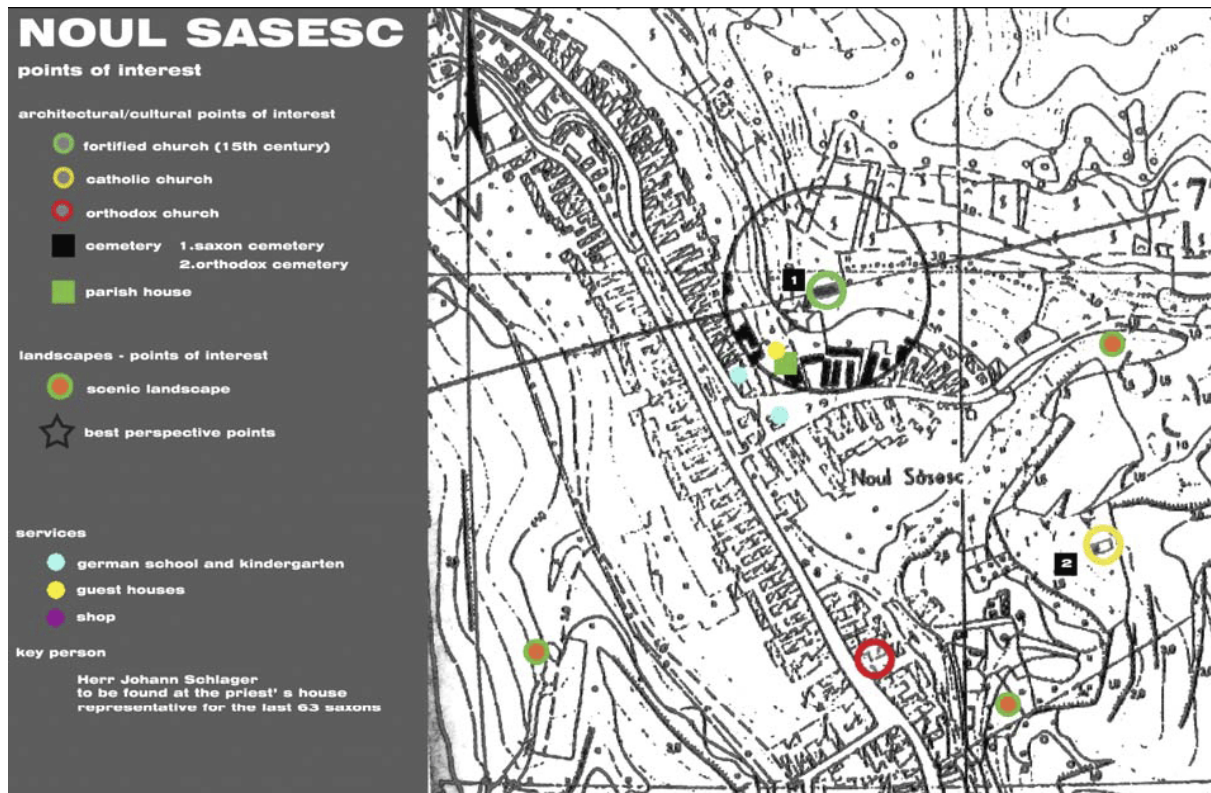 NOUL SASESC
points of interest
architectural/cultural points of interest
fortified church (15th century)
catholic church
orthodox church
cemetery 1.saxon cemetery
2.orthodox cemetery
parish house
landscapes - points of interest
scenic landscape
best perspective points
services
german school and kindergarten
guest houses
shop
key person
Herr Johann Schlager
to be found at the priest' s house
representative for the last 63 saxons
1
Noul Săsesc
2